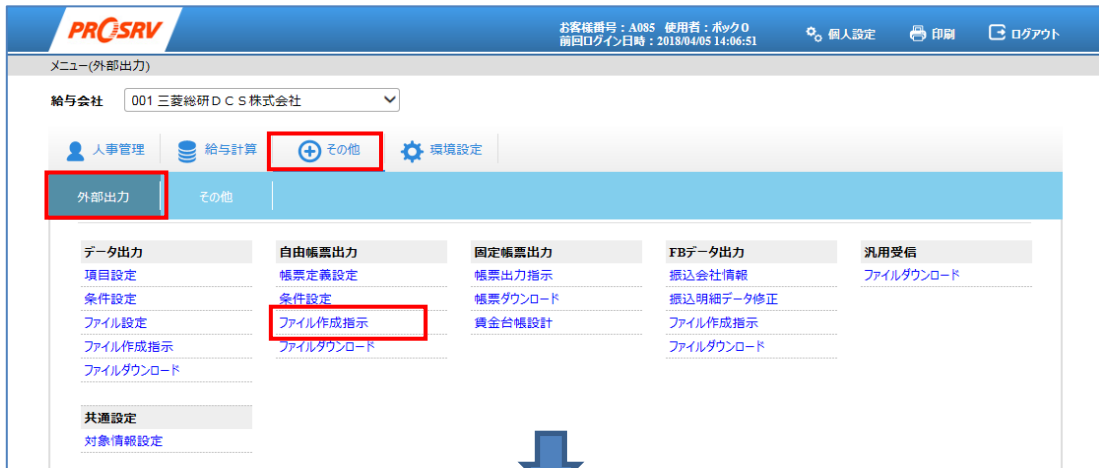 PROSRV
お客様番号：A085 使用者：ボック０
前回ログイン日時：2018/04/05 14:06:51
個人設定
印刷
ログアウト
メニュー(外部出力)
給与会社
001 三菱総研ＤＣＳ株式会社
人事管理
給与計算
その他
環境設定
外部出力
その他
データ出力
項目設定
条件設定
ファイル設定
ファイル作成指示
ファイルダウンロード
自由帳票出力
帳票定義設定
条件設定
ファイル作成指示
ファイルダウンロード
固定帳票出力
帳票出力指示
帳票ダウンロード
賃金台帳設計
FBデータ出力
振込会社情報
振込明細データ修正
ファイル作成指示
ファイルダウンロード
汎用受信
ファイルダウンロード
共通設定
対象情報設定